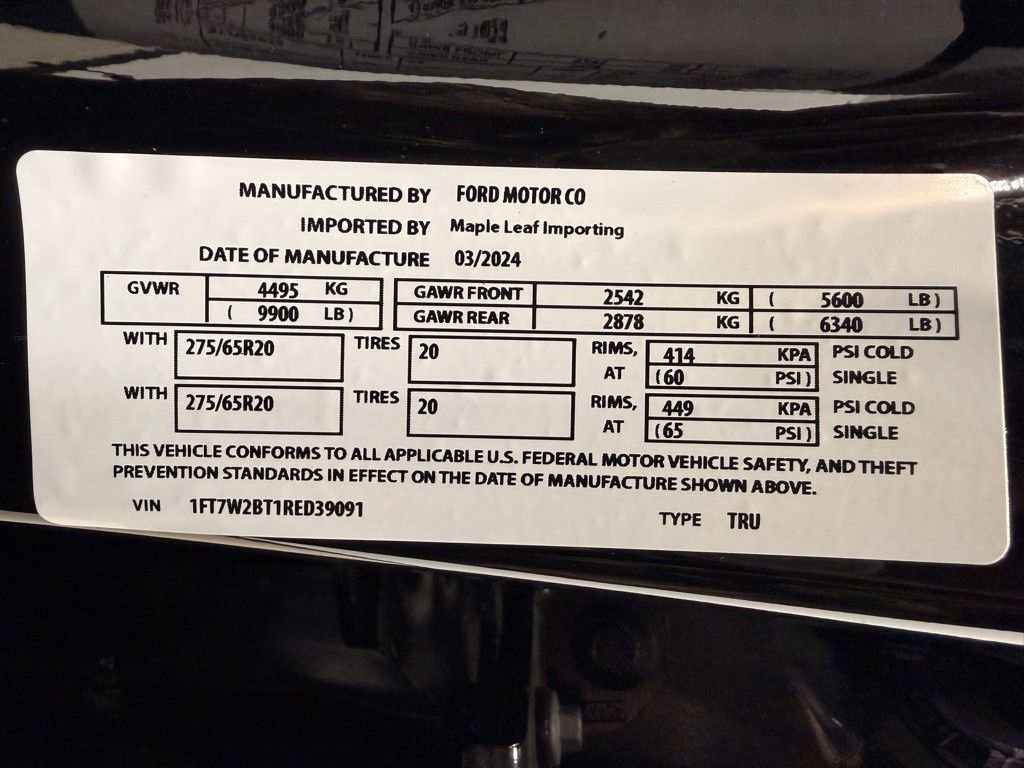 MANUFACTURED BY FORD MOTOR CO
IMPORTED BY Maple Leaf Importing
DATE OF MANUFACTURE 03/2024
GVWR 4495 KG GAWR FRONT 2542 KG ( 5600 LB )
( 9900 LB ) GAWR REAR 2878 KG ( 6340 LB )
WITH 275/65R20 TIRES 20 RIMS, 414 KPA PSI COLD
AT (60 PSI ) SINGLE
WITH 275/65R20 TIRES 20 RIMS, 449 KPA PSI COLD
AT (65 PSI ) SINGLE
THIS VEHICLE CONFORMS TO ALL APPLICABLE U.S. FEDERAL MOTOR VEHICLE SAFETY, AND THEFT
PREVENTION STANDARDS IN EFFECT ON THE DATE OF MANUFACTURE SHOWN ABOVE.
VIN 1FT7W2BT1RED39091 TYPE TRU